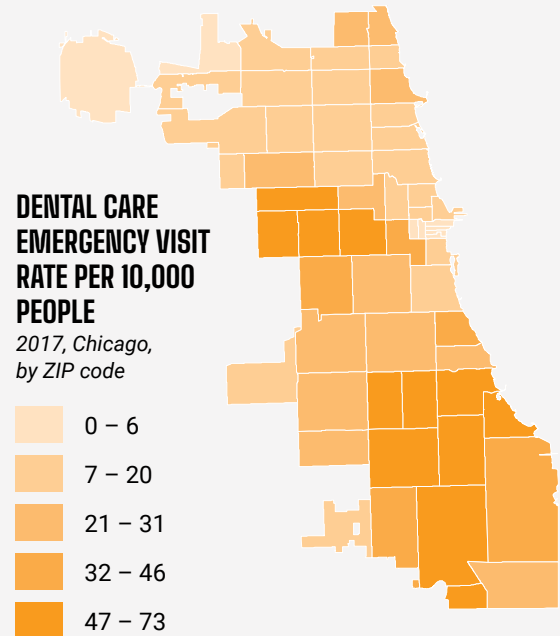 DENTAL CARE
EMERGENCY VISIT
RATE PER 10,000
PEOPLE
2017, Chicago,
by ZIP code
0 – 6
7 – 20
21 – 31
32 – 46
47 – 73